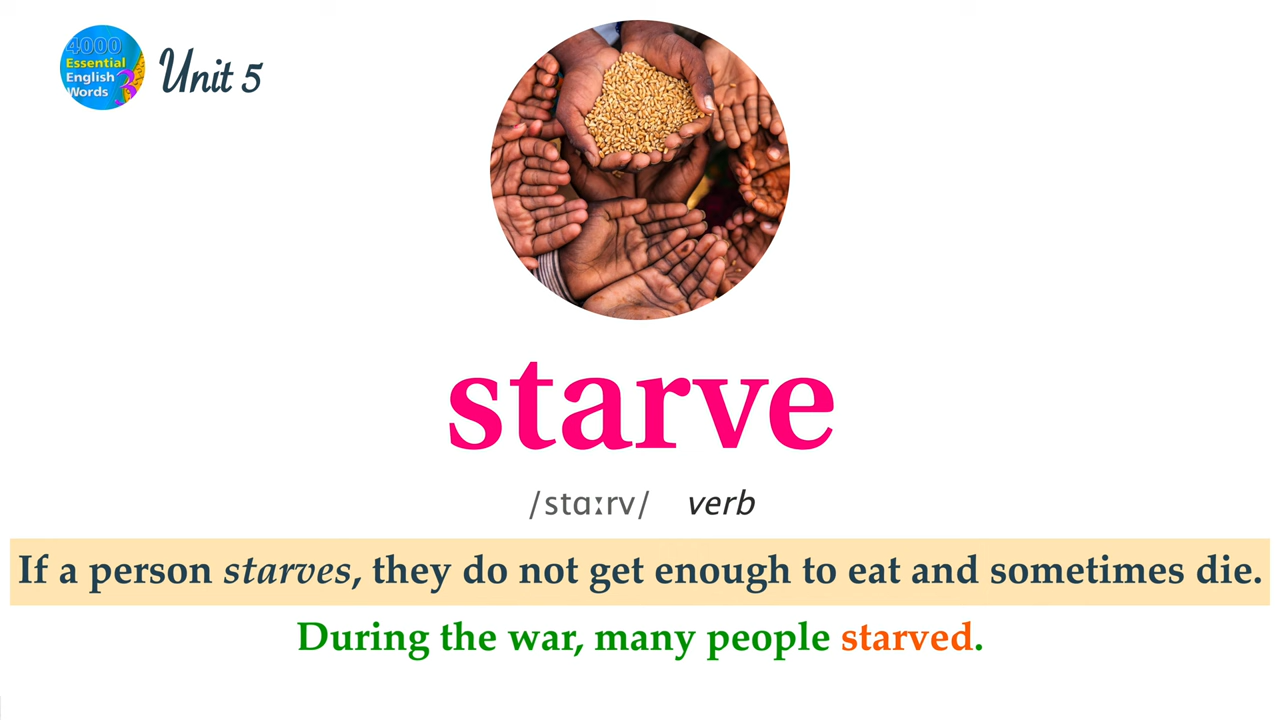 4000
Essential
English
Words 3
Unit 5
starve
/stɑːrv/ verb
If a person starves, they do not get enough to eat and sometimes die.
During the war, many people starved.